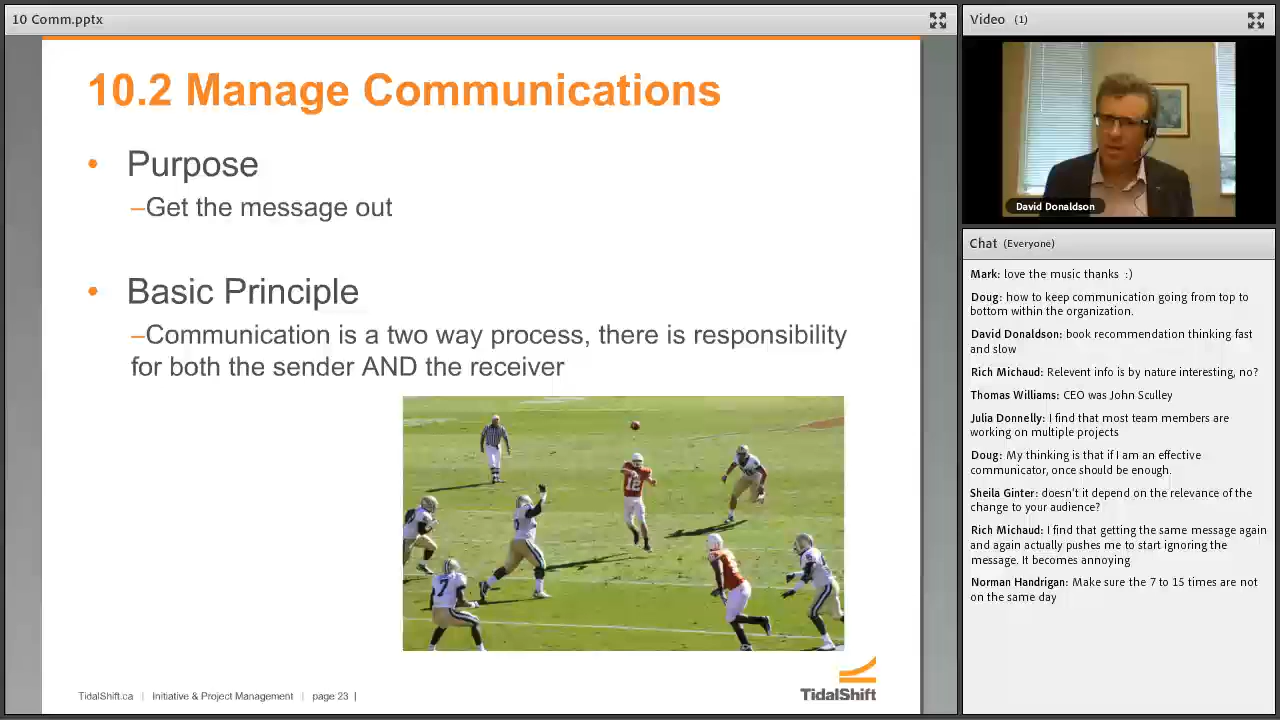 10 Comm.pptx
10.2 Manage Communications
• Purpose
–Get the message out
• Basic Principle
–Communication is a two way process, there is responsibility
for both the sender AND the receiver
12
7
TidalShift.ca | Initiative & Project Management | page 23 |
TidalShift
Video (1)
David Donaldson
Chat (Everyone)
Mark: love the music thanks :)
Doug: how to keep communication going from top to
bottom within the organization.
David Donaldson: book recommendation thinking fast
and slow
Rich Michaud: Relevent info is by nature interesting, no?
Thomas Williams: CEO was John Sculley
Julia Donnelly: I find that most team members are
working on multiple projects
Doug: My thinking is that if I am an effective
communicator, once should be enough.
Sheila Ginter: doesn't it depend on the relevance of the
change to your audience?
Rich Michaud: I find that getting the same message again
and again actually pushes me to start ignoring the
message. It becomes annoying
Norman Handrigan: Make sure the 7 to 15 times are not
on the same day